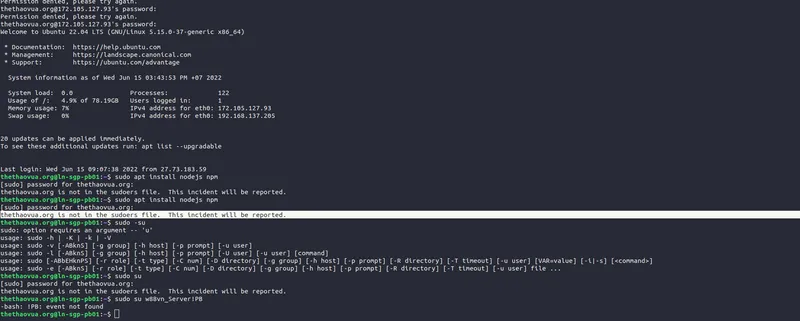 Permission denied, please try again.
thethaovua.org@172.105.127.93's password:
Permission denied, please try again.
thethaovua.org@172.105.127.93's password:
Welcome to Ubuntu 22.04 LTS (GNU/Linux 5.15.0-37-generic x86_64)
* Documentation: https://help.ubuntu.com
* Management: https://landscape.canonical.com
* Support: https://ubuntu.com/advantage
System information as of Wed Jun 15 03:43:53 PM +07 2022
System load: 0.0 Processes: 122
Usage of /: 4.9% of 78.19GB Users logged in: 1
Memory usage: 7% IPv4 address for eth0: 172.105.127.93
Swap usage: 0% IPv4 address for eth0: 192.168.137.205
20 updates can be applied immediately.
To see these additional updates run: apt list --upgradable
Last login: Wed Jun 15 09:07:38 2022 from 27.73.183.59
thethaovua.org@ln-sgp-pb01:~$ sudo apt install nodejs npm
[sudo] password for thethaovua.org:
thethaovua.org is not in the sudoers file. This incident will be reported.
thethaovua.org@ln-sgp-pb01:~$ sudo apt install nodejs npm
[sudo] password for thethaovua.org:
thethaovua.org is not in the sudoers file. This incident will be reported.
thethaovua.org@ln-sgp-pb01:~$ sudo -su
sudo: option requires an argument -- 'u'
usage: sudo -h | -K | -k | -V
usage: sudo -v [-ABknS] [-g group] [-h host] [-p prompt] [-u user]
usage: sudo -l [-ABknS] [-g group] [-h host] [-p prompt] [-U user] [-u user] [command]
usage: sudo [-ABbEHknPS] [-r role] [-t type] [-C num] [-D directory] [-g group] [-h host] [-p prompt] [-R directory] [-T timeout] [-u user] [VAR=value] [-i|-s] [<command>]
usage: sudo -e [-ABknS] [-r role] [-t type] [-C num] [-D directory] [-g group] [-h host] [-p prompt] [-R directory] [-T timeout] [-u user] file ...
thethaovua.org@ln-sgp-pb01:~$ sudo su
[sudo] password for thethaovua.org:
thethaovua.org is not in the sudoers file. This incident will be reported.
thethaovua.org@ln-sgp-pb01:~$ sudo su w88vn_Server!PB
-bash: !PB: event not found
thethaovua.org@ln-sgp-pb01:~$